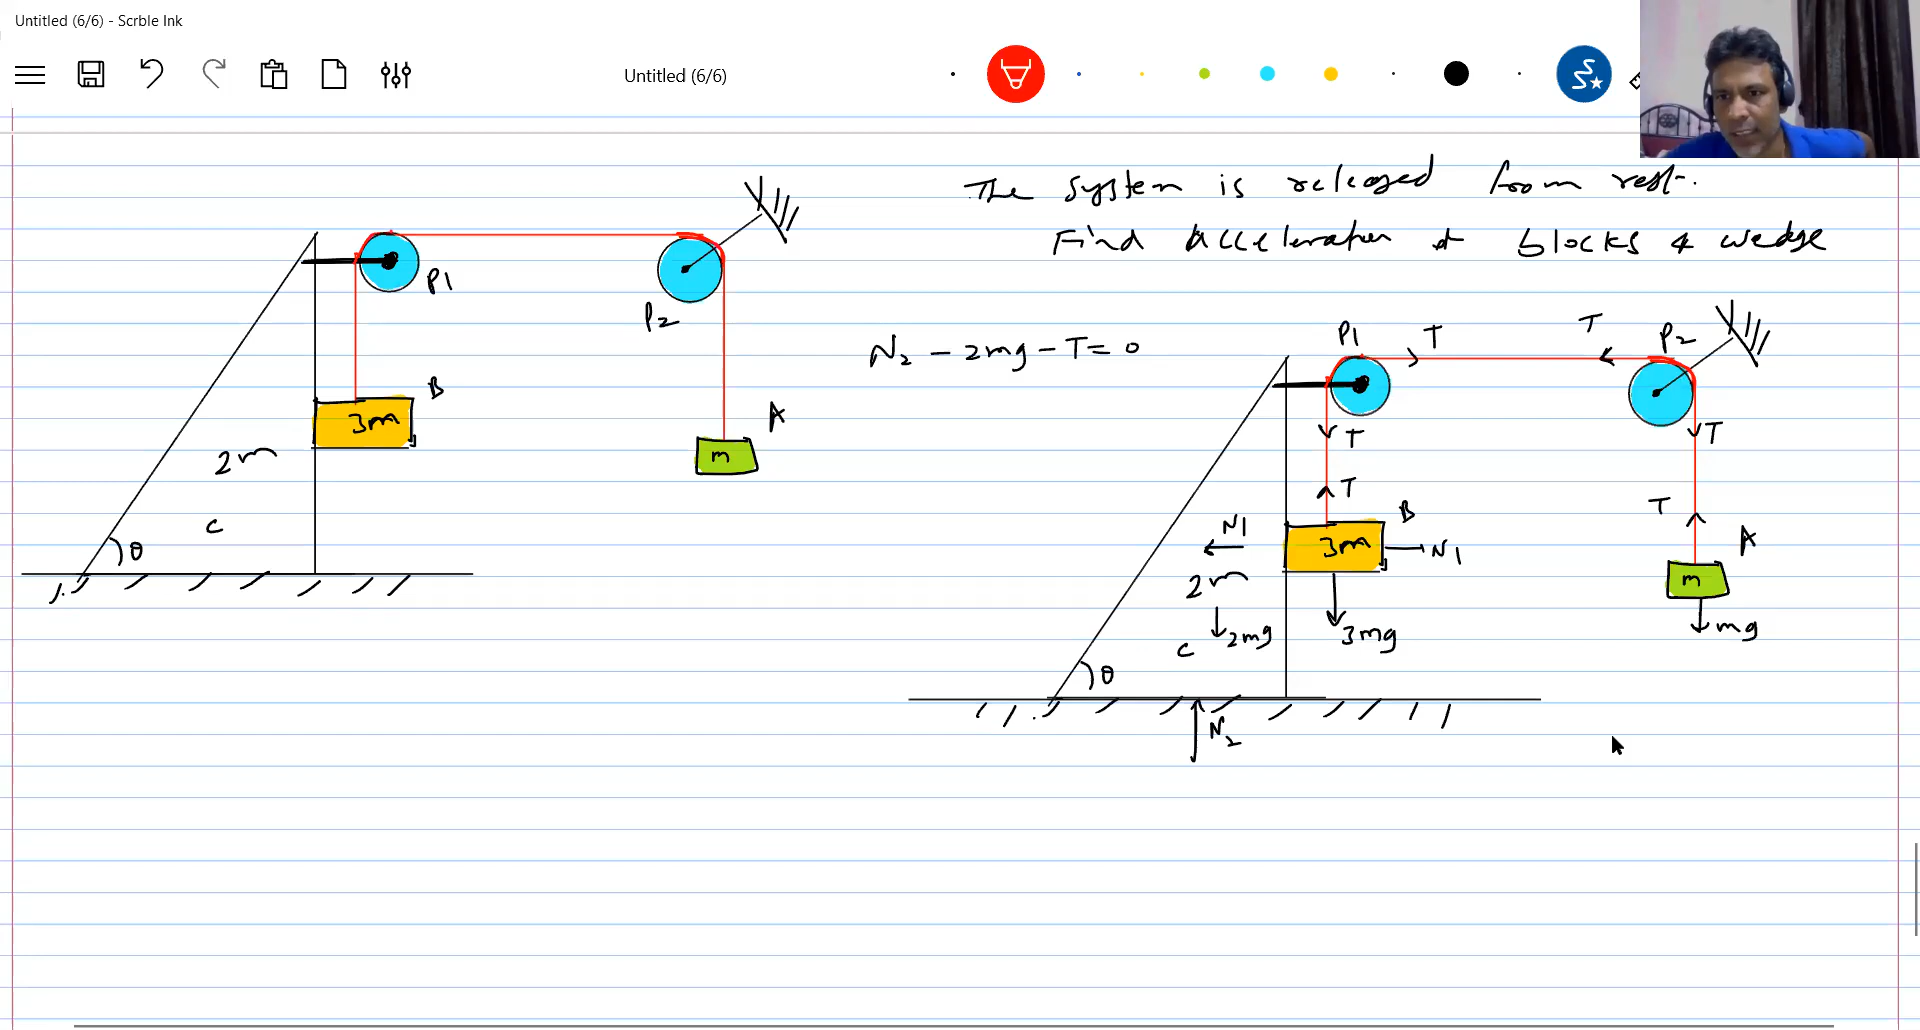 Untitled (6/6) - Scrble Ink
Untitled (6/6)
The system is released from rest.
Find acceleration of blocks & wedge
P1
P2
B
3m
A
m
2m
C
θ
N2 - 2mg - T = 0
P1
T
T
P2
T
T
T
T
B
A
N1
3m
N1
m
2m
2mg
3mg
mg
C
θ
N2